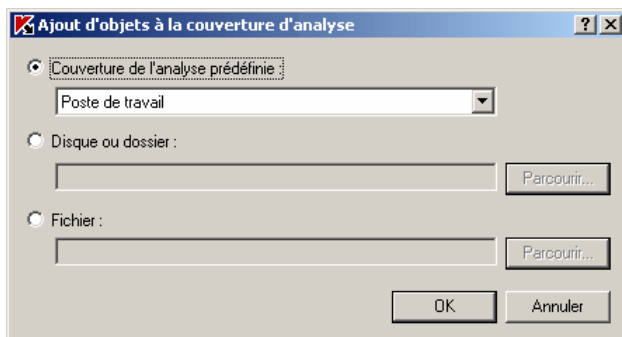 Ajout d'objets à la couverture d'analyse
Couverture de l'analyse prédéfinie :
Poste de travail
Disque ou dossier :
Parcourir...
Fichier :
Parcourir...
OK Annuler